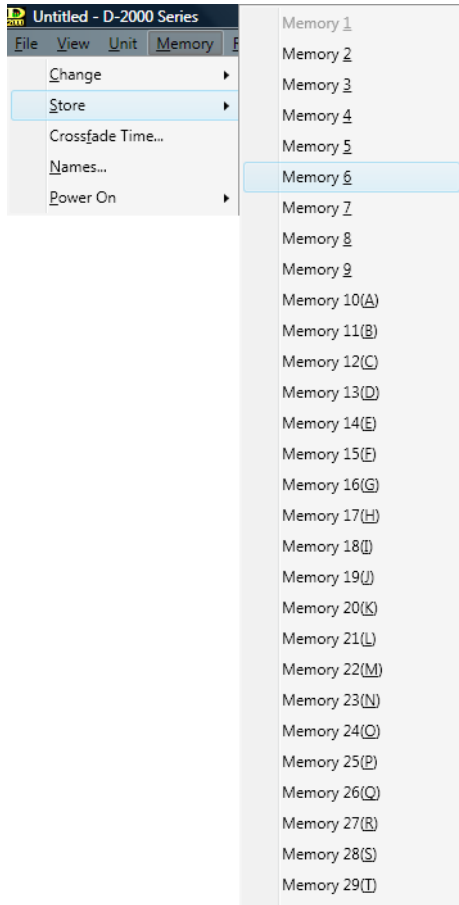 Untitled - D-2000 Series
File View Unit Memory
Change
Store
Crossfade Time...
Names...
Power On
Memory 1
Memory 2
Memory 3
Memory 4
Memory 5
Memory 6
Memory 7
Memory 8
Memory 9
Memory 10(A)
Memory 11(B)
Memory 12(C)
Memory 13(D)
Memory 14(E)
Memory 15(F)
Memory 16(G)
Memory 17(H)
Memory 18(I)
Memory 19(J)
Memory 20(K)
Memory 21(L)
Memory 22(M)
Memory 23(N)
Memory 24(O)
Memory 25(P)
Memory 26(Q)
Memory 27(R)
Memory 28(S)
Memory 29(T)